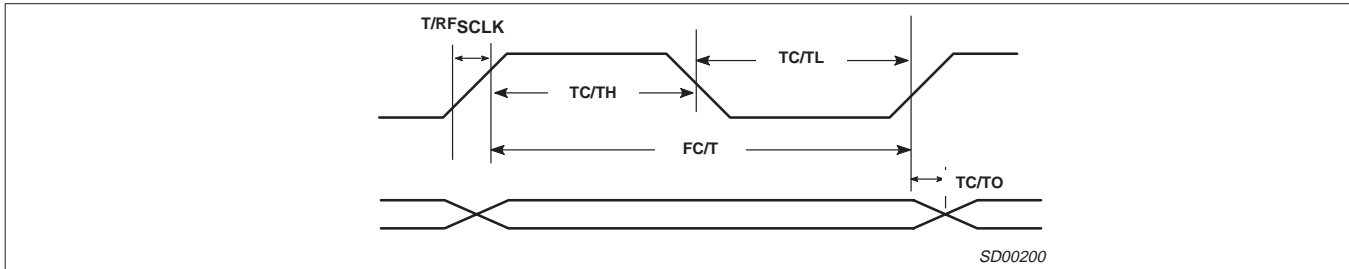 T/RFSCLK
TC/TL
TC/TH
FC/T
TC/TO
SD00200